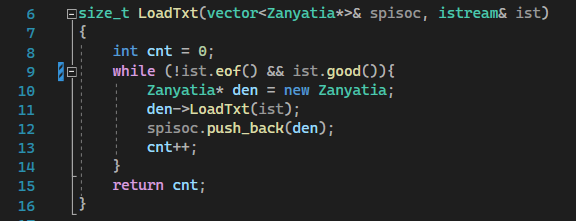 6 size_t LoadTxt(vector<Zanyatia*>& spisoc, istream& ist)
7 {
8     int cnt = 0;
9     while (!ist.eof() && ist.good()){
10         Zanyatia* den = new Zanyatia;
11         den->LoadTxt(ist);
12         spisoc.push_back(den);
13         cnt++;
14     }
15     return cnt;
16 }